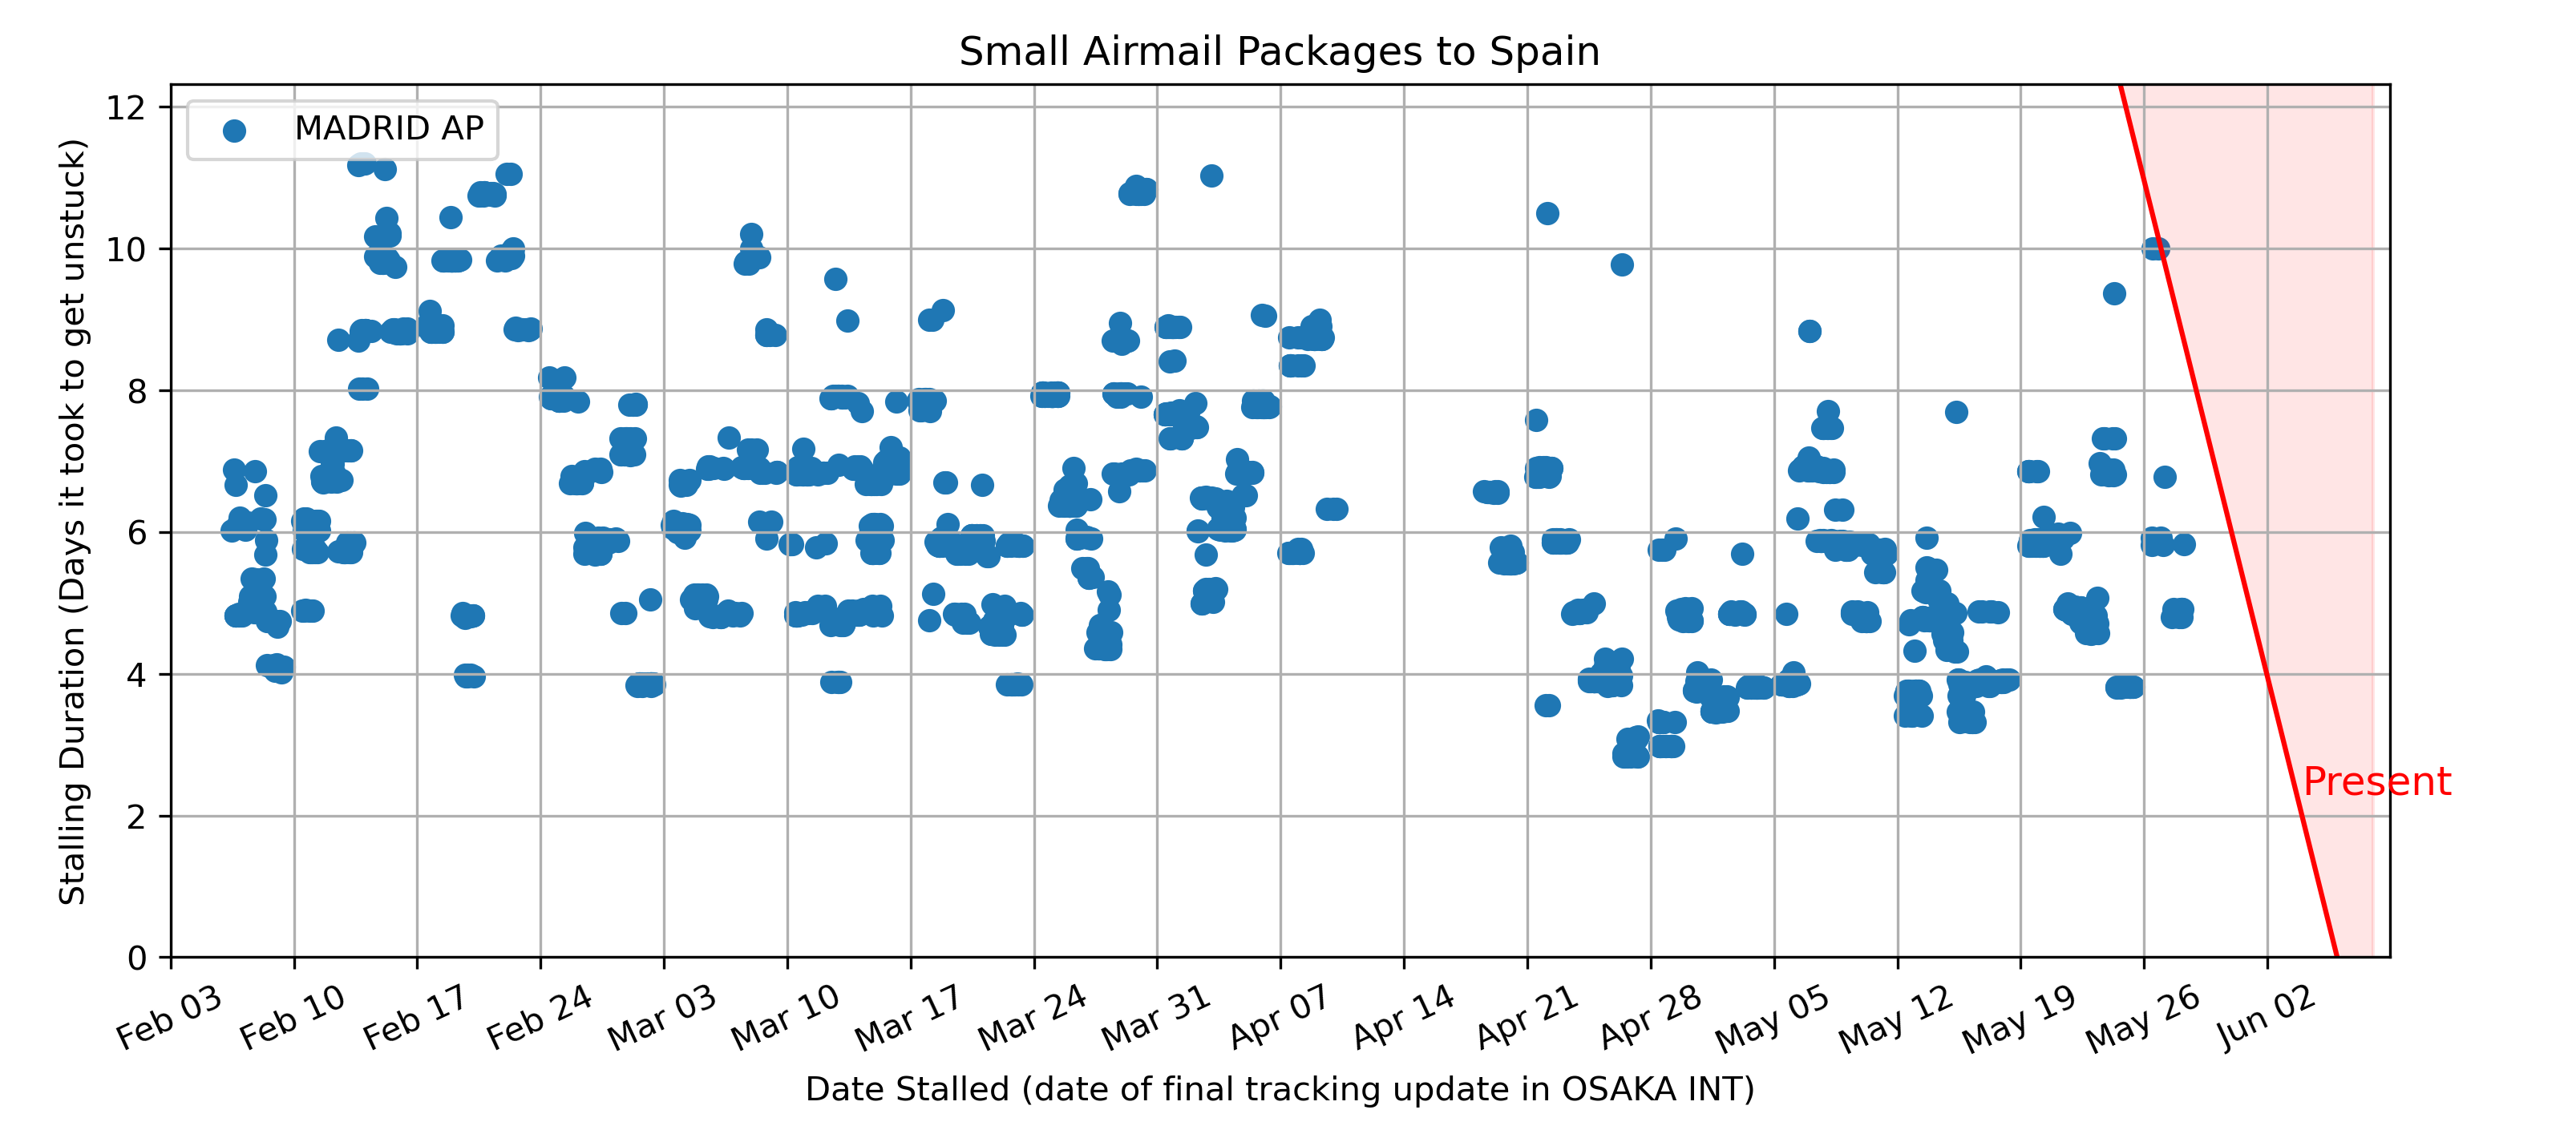 Small Airmail Packages to Spain
MADRID AP
Stalling Duration (Days it took to get unstuck)
12
10
8
6
4
2
0
Present
Feb 03
Feb 10
Feb 17
Feb 24
Mar 03
Mar 10
Mar 17
Mar 24
Mar 31
Apr 07
Apr 14
Apr 21
Apr 28
May 05
May 12
May 19
May 26
Jun 02
Date Stalled (date of final tracking update in OSAKA INT)